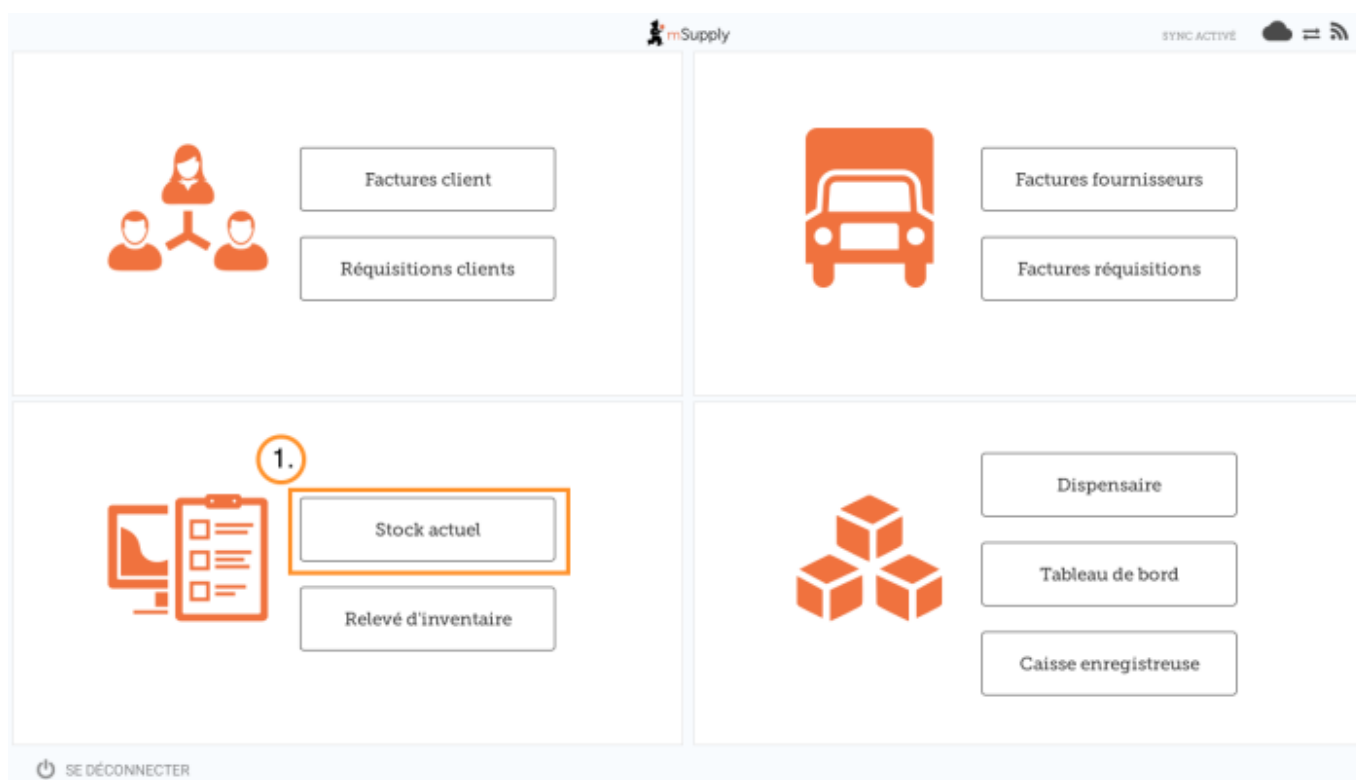 mSupply
SYNC ACTIVÉ
Factures client
Réquisitions clients
Factures fournisseurs
Factures réquisitions
1.
Stock actuel
Relevé d'inventaire
Dispensaire
Tableau de bord
Caisse enregistreuse
SE DÉCONNECTER